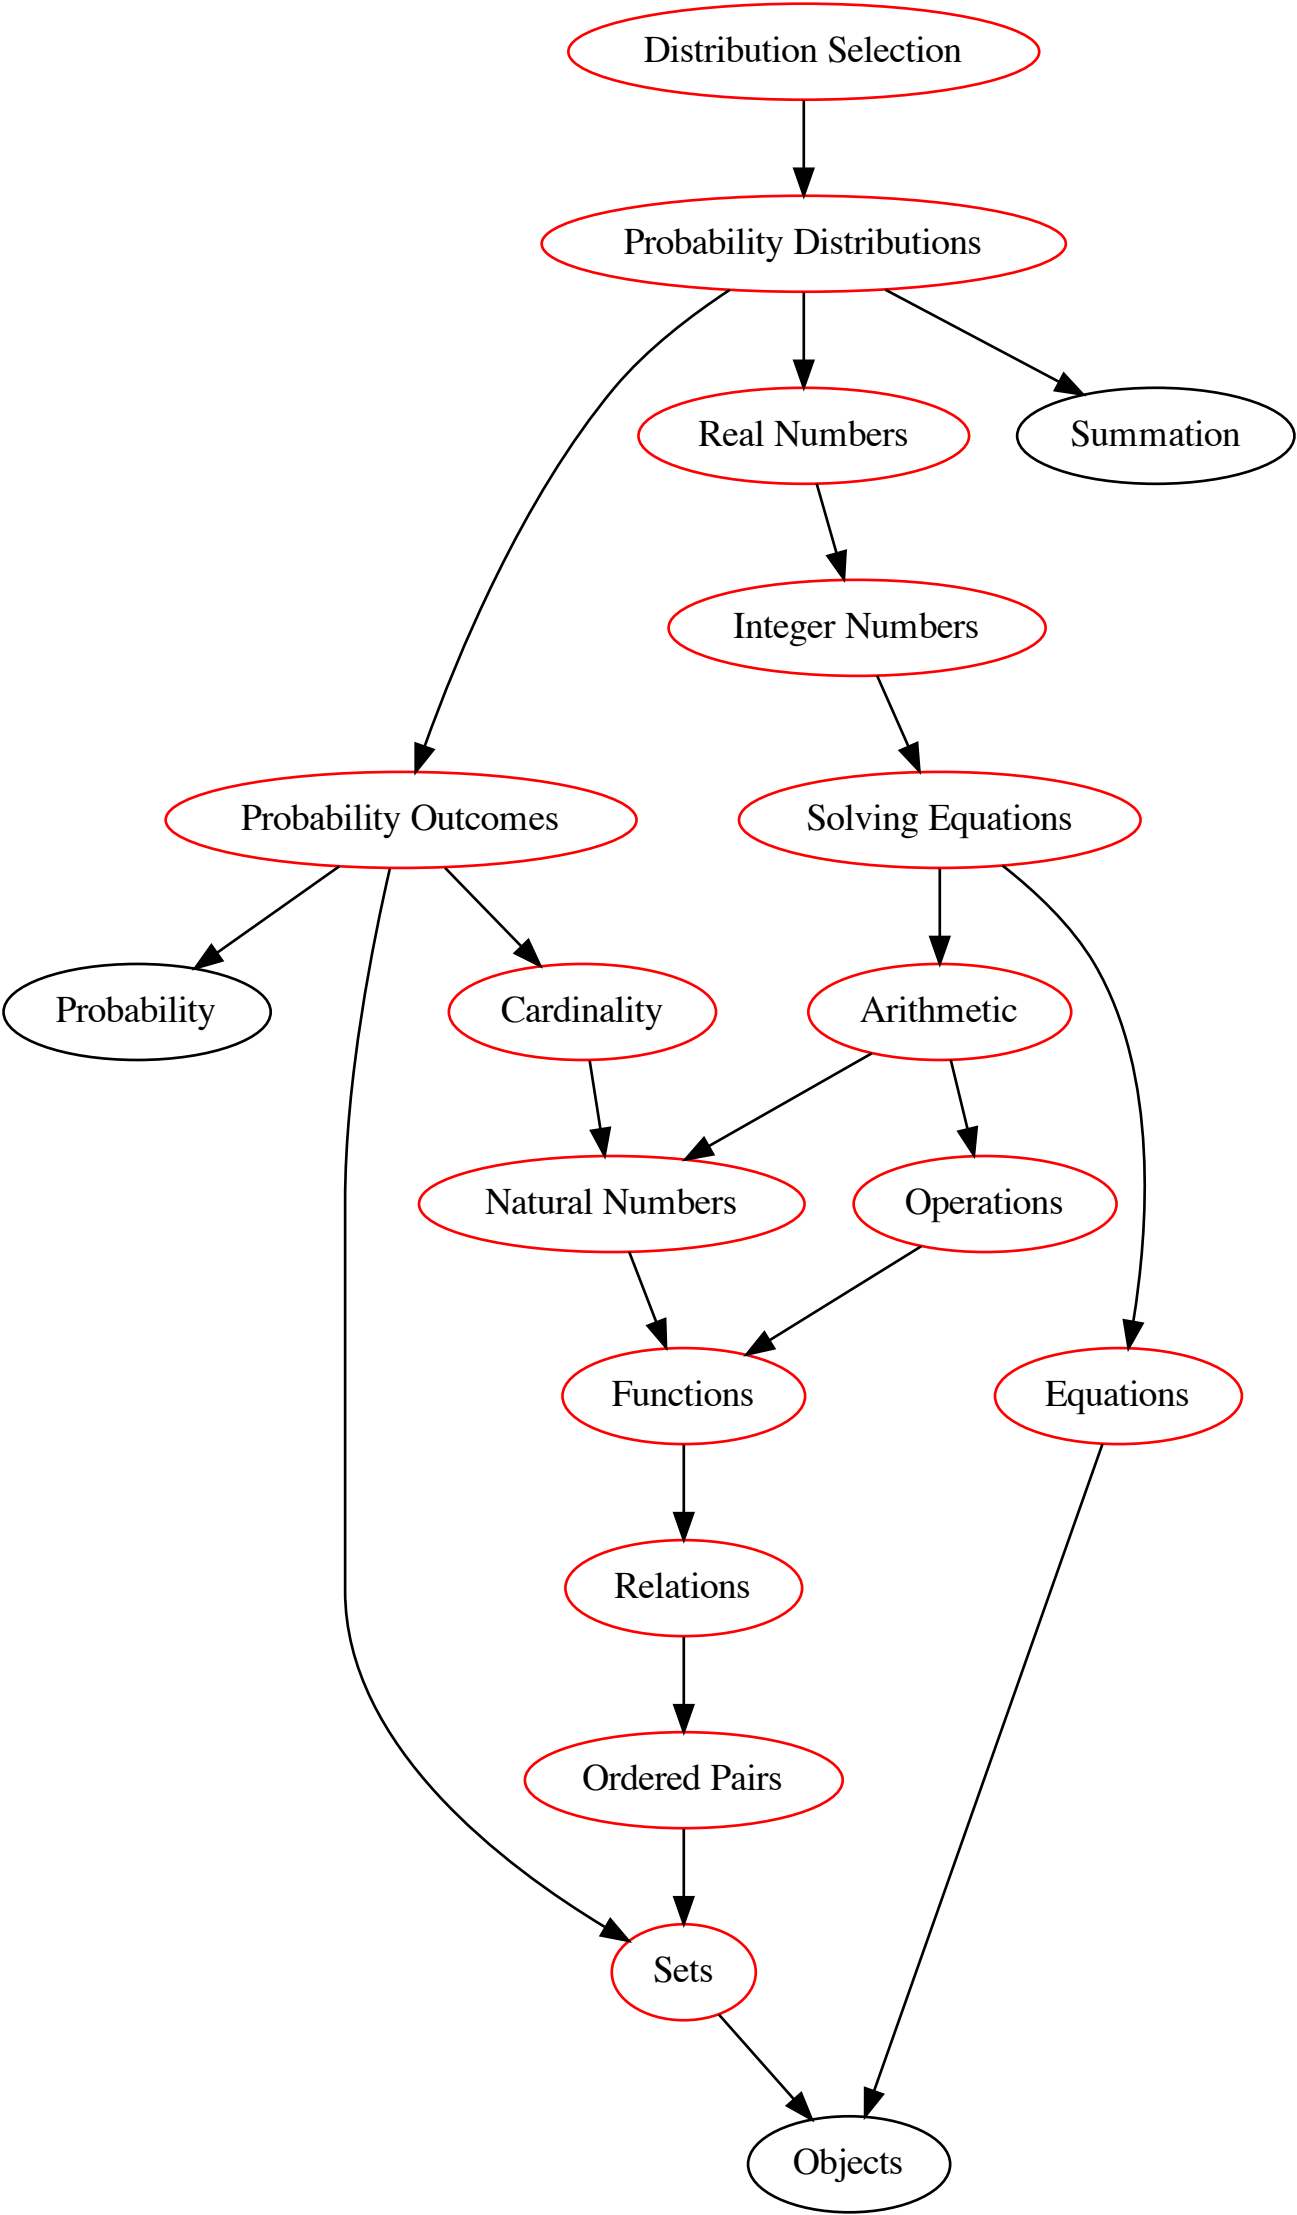 Distribution Selection
Probability Distributions
Real Numbers
Summation
Integer Numbers
Probability Outcomes
Solving Equations
Probability
Cardinality
Arithmetic
Natural Numbers
Operations
Functions
Equations
Relations
Ordered Pairs
Sets
Objects